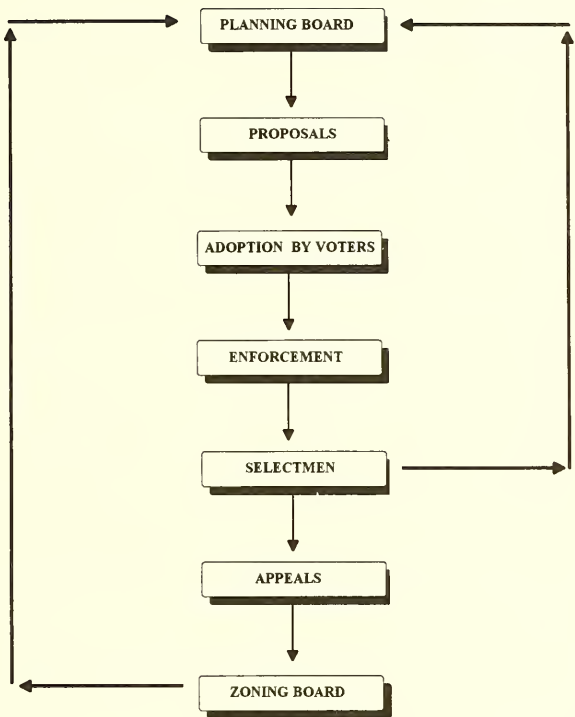 PLANNING BOARD
PROPOSALS
ADOPTION BY VOTERS
ENFORCEMENT
SELECTMEN
APPEALS
ZONING BOARD